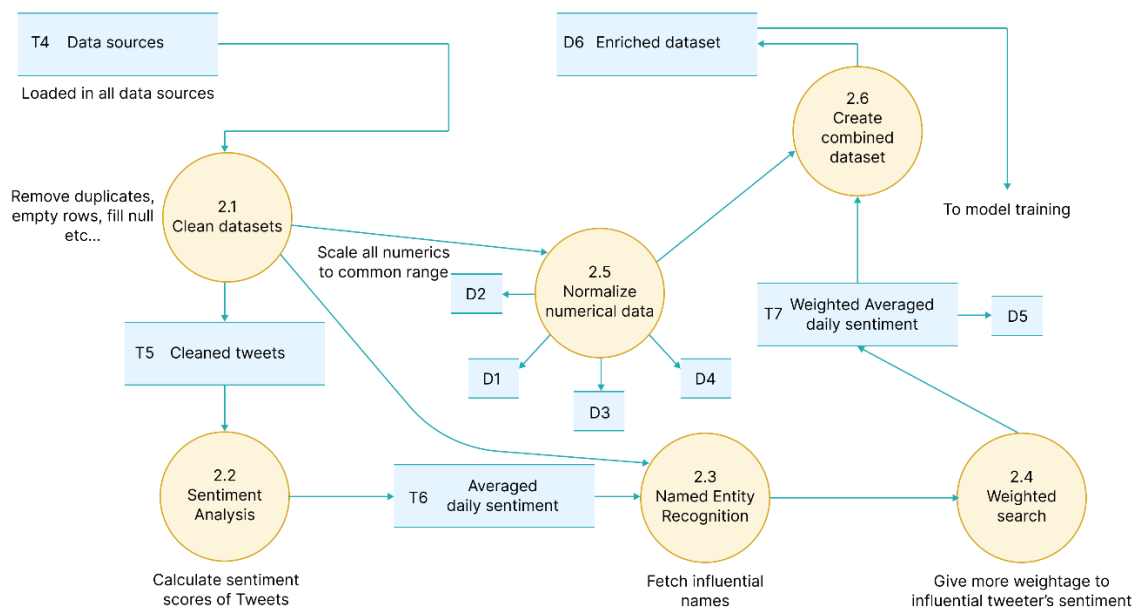 T4 Data sources
Loaded in all data sources
D6 Enriched dataset
2.6
Create
combined
dataset
To model training
Remove duplicates,
empty rows, fill null
etc...
2.1
Clean datasets
Scale all numerics
to common range
2.5
Normalize
numerical data
D2
D1
D3
D4
T7 Weighted Averaged
daily sentiment
D5
T5 Cleaned tweets
2.2
Sentiment
Analysis
Calculate sentiment
scores of Tweets
T6 Averaged
daily sentiment
2.3
Named Entity
Recognition
Fetch influential
names
2.4
Weighted
search
Give more weightage to
influential tweeter's sentiment